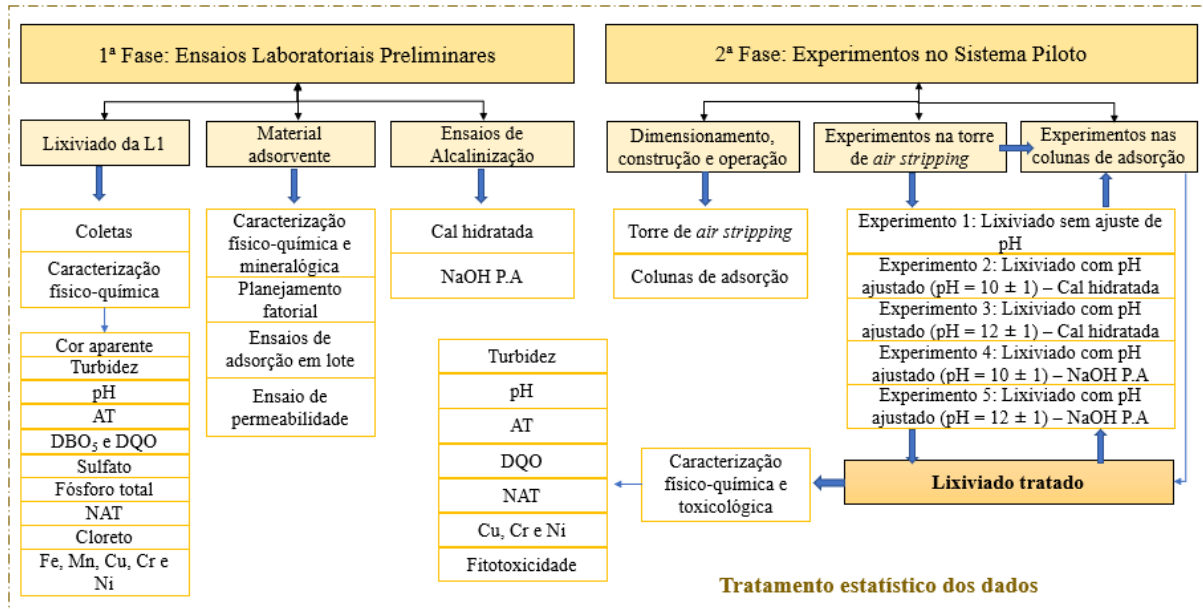 1ª Fase: Ensaios Laboratoriais Preliminares
Lixiviado da L1
Coletas
Caracterização
físico-química
Cor aparente
Turbidez
pH
AT
DBO₅ e DQO
Sulfato
Fósforo total
NAT
Cloreto
Fe, Mn, Cu, Cr e
Ni
Material
adsorvente
Caracterização
físico-química e
mineralógica
Planejamento
fatorial
Ensaios de
adsorção em lote
Ensaio de
permeabilidade
Ensaios de
Alcalinização
Cal hidratada
NaOH P.A
2ª Fase: Experimentos no Sistema Piloto
Dimensionamento,
construção e operação
Torre de air stripping
Colunas de adsorção
Experimentos na torre
de air stripping
Experimentos nas
colunas de adsorção
Experimento 1: Lixiviado sem ajuste de
pH
Experimento 2: Lixiviado com pH
ajustado (pH = 10 ± 1) – Cal hidratada
Experimento 3: Lixiviado com pH
ajustado (pH = 12 ± 1) – Cal hidratada
Experimento 4: Lixiviado com pH
ajustado (pH = 10 ± 1) – NaOH P.A
Experimento 5: Lixiviado com pH
ajustado (pH = 12 ± 1) – NaOH P.A
Lixiviado tratado
Caracterização
físico-química e
toxicológica
Turbidez
pH
AT
DQO
NAT
Cu, Cr e Ni
Fitotoxicidade
Tratamento estatístico dos dados